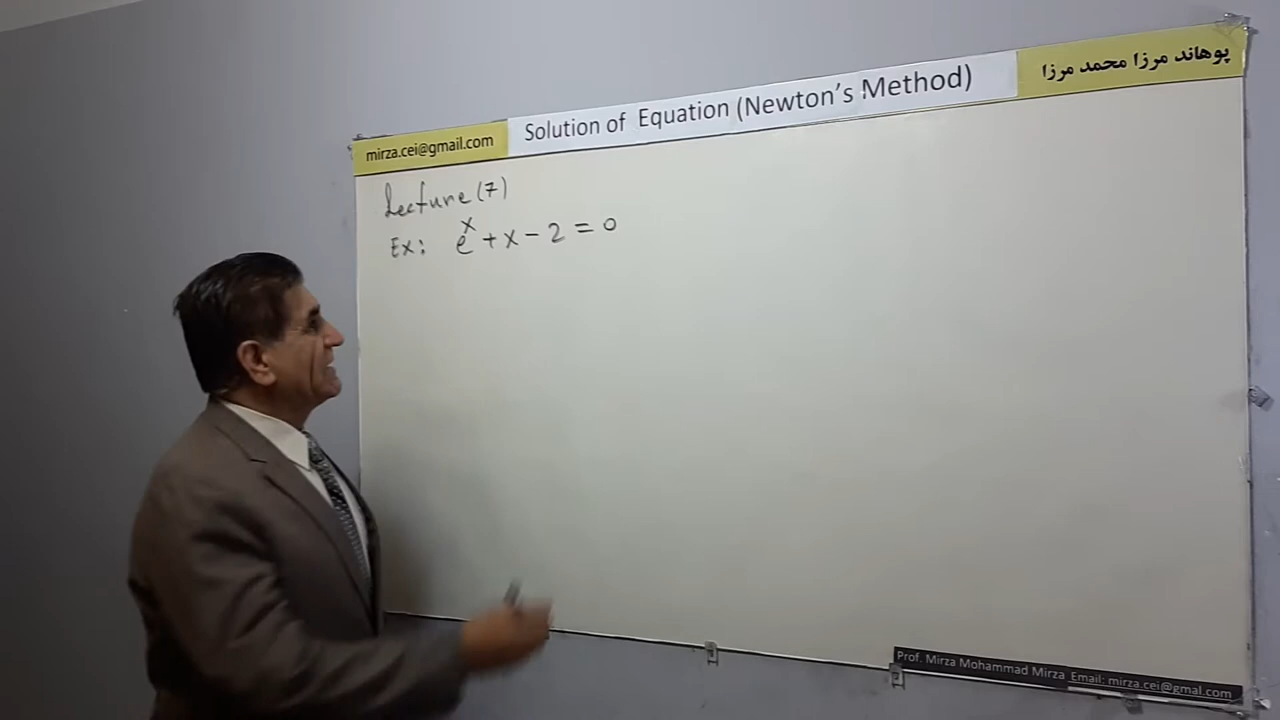 mirza.cei@gmail.com
Solution of Equation (Newton's Method)
پوهاند مرزا محمد مرزا
Lecture (7)
Ex: eˣ + x - 2 = 0
Prof. Mirza Mohammad Mirza Email: mirza.cei@gmal.com